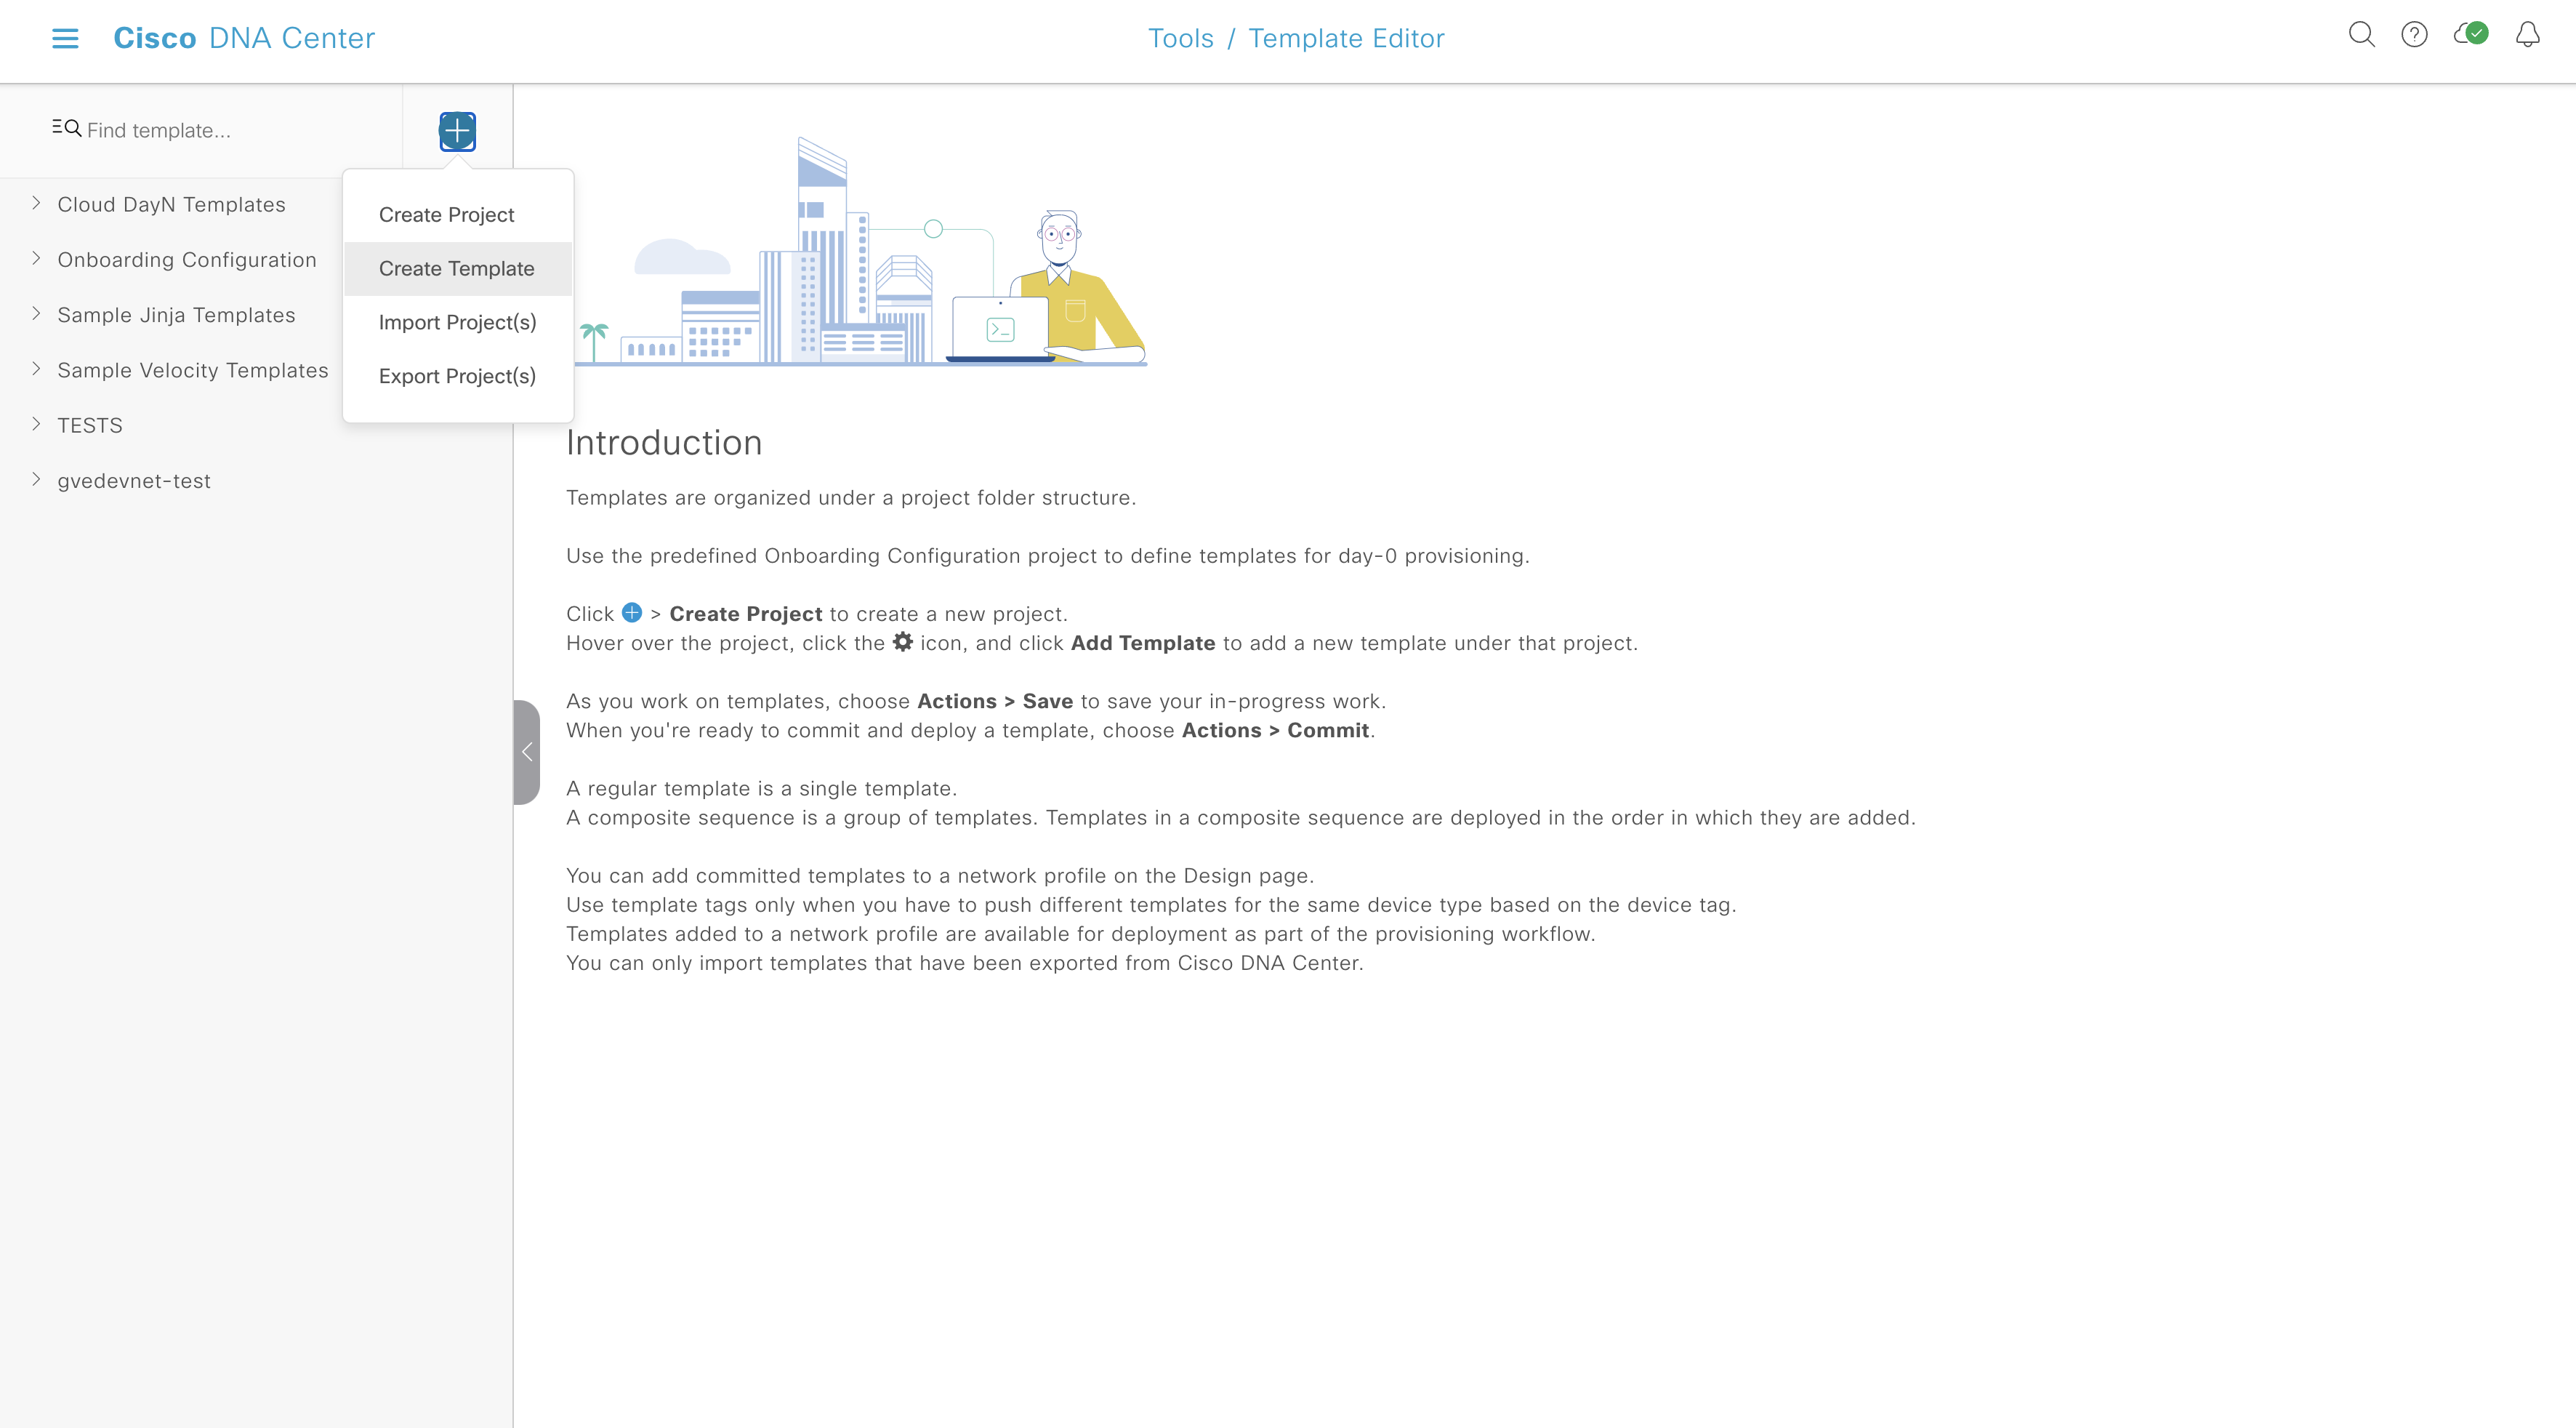 Cisco DNA Center
Tools / Template Editor
Find template...
Cloud DayN Templates
Onboarding Configuration
Sample Jinja Templates
Sample Velocity Templates
TESTS
gvedevnet-test
Create Project
Create Template
Import Project(s)
Export Project(s)
Introduction
Templates are organized under a project folder structure.
Use the predefined Onboarding Configuration project to define templates for day-0 provisioning.
Click > Create Project to create a new project.
Hover over the project, click the icon, and click Add Template to add a new template under that project.
As you work on templates, choose Actions > Save to save your in-progress work.
When you're ready to commit and deploy a template, choose Actions > Commit.
A regular template is a single template.
A composite sequence is a group of templates. Templates in a composite sequence are deployed in the order in which they are added.
You can add committed templates to a network profile on the Design page.
Use template tags only when you have to push different templates for the same device type based on the device tag.
Templates added to a network profile are available for deployment as part of the provisioning workflow.
You can only import templates that have been exported from Cisco DNA Center.